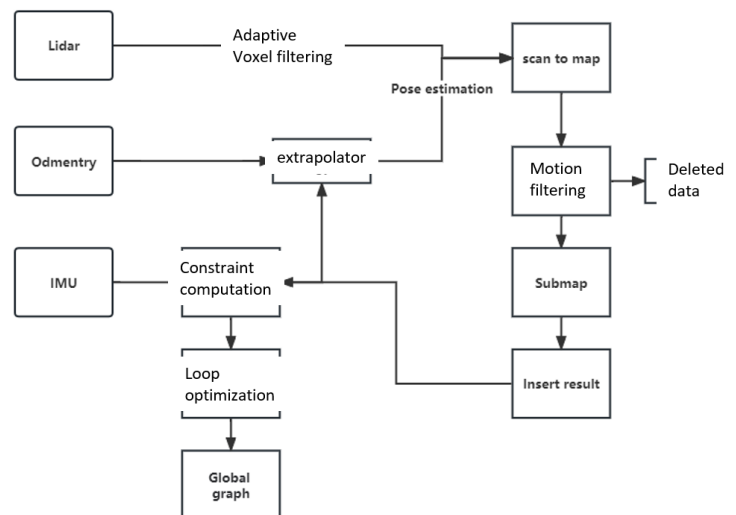 Lidar
Adaptive
Voxel filtering
scan to map
Pose estimation
Odmentry
extrapolator
Motion
filtering
Deleted
data
IMU
Constraint
computation
Submap
Loop
optimization
Insert result
Global
graph